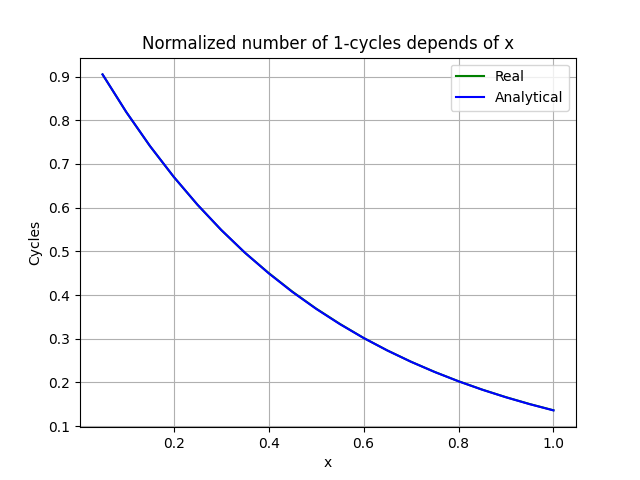 Normalized number of 1-cycles depends of x
Real
Analytical
Cycles
0.9
0.8
0.7
0.6
0.5
0.4
0.3
0.2
0.1
0.2 0.4 0.6 0.8 1.0
x